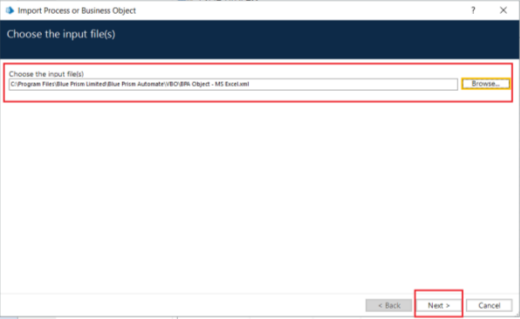 Import Process or Business Object
? X
Choose the input file(s)
Choose the input file(s)
C:\Program Files\Blue Prism Limited\Blue Prism Automate\VBO\BPA Object - MS Excel.xml
Browse...
< Back Next > Cancel